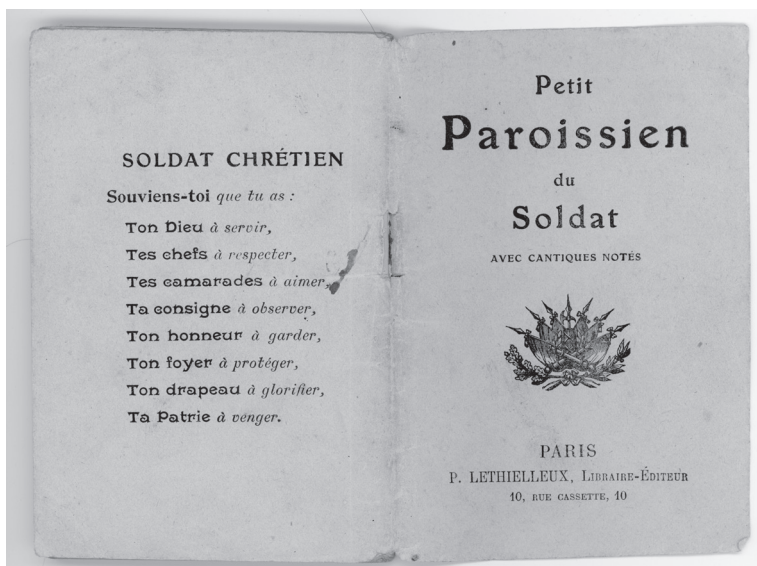 SOLDAT CHRÉTIEN
Souviens-toi que tu as :
Ton Dieu à servir,
Tes chefs à respecter,
Tes camarades à aimer,
Ta consigne à observer,
Ton honneur à garder,
Ton foyer à protéger,
Ton drapeau à glorifier,
Ta Patrie à venger.
Petit
Paroissien
du
Soldat
AVEC CANTIQUES NOTÉS
PARIS
P. LETHIELLEUX, LIBRAIRE-ÉDITEUR
10, RUE CASSETTE, 10